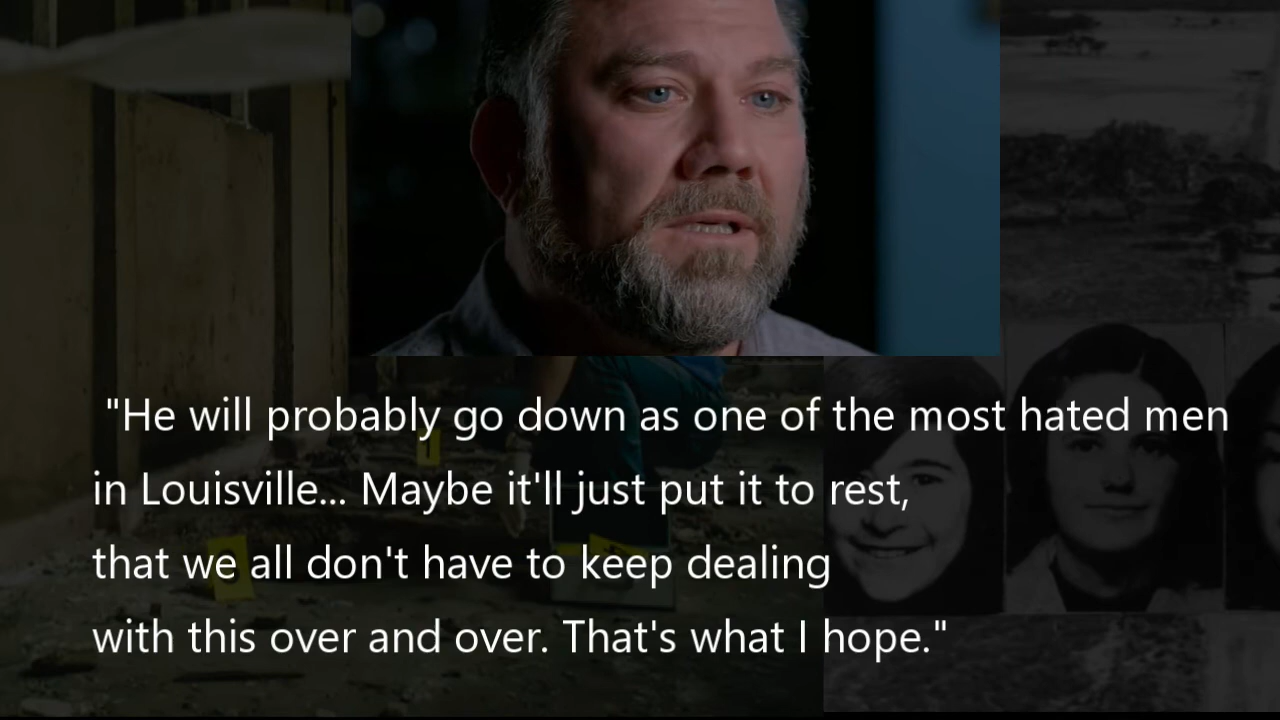 "He will probably go down as one of the most hated men
in Louisville... Maybe it'll just put it to rest,
that we all don't have to keep dealing
with this over and over. That's what I hope."